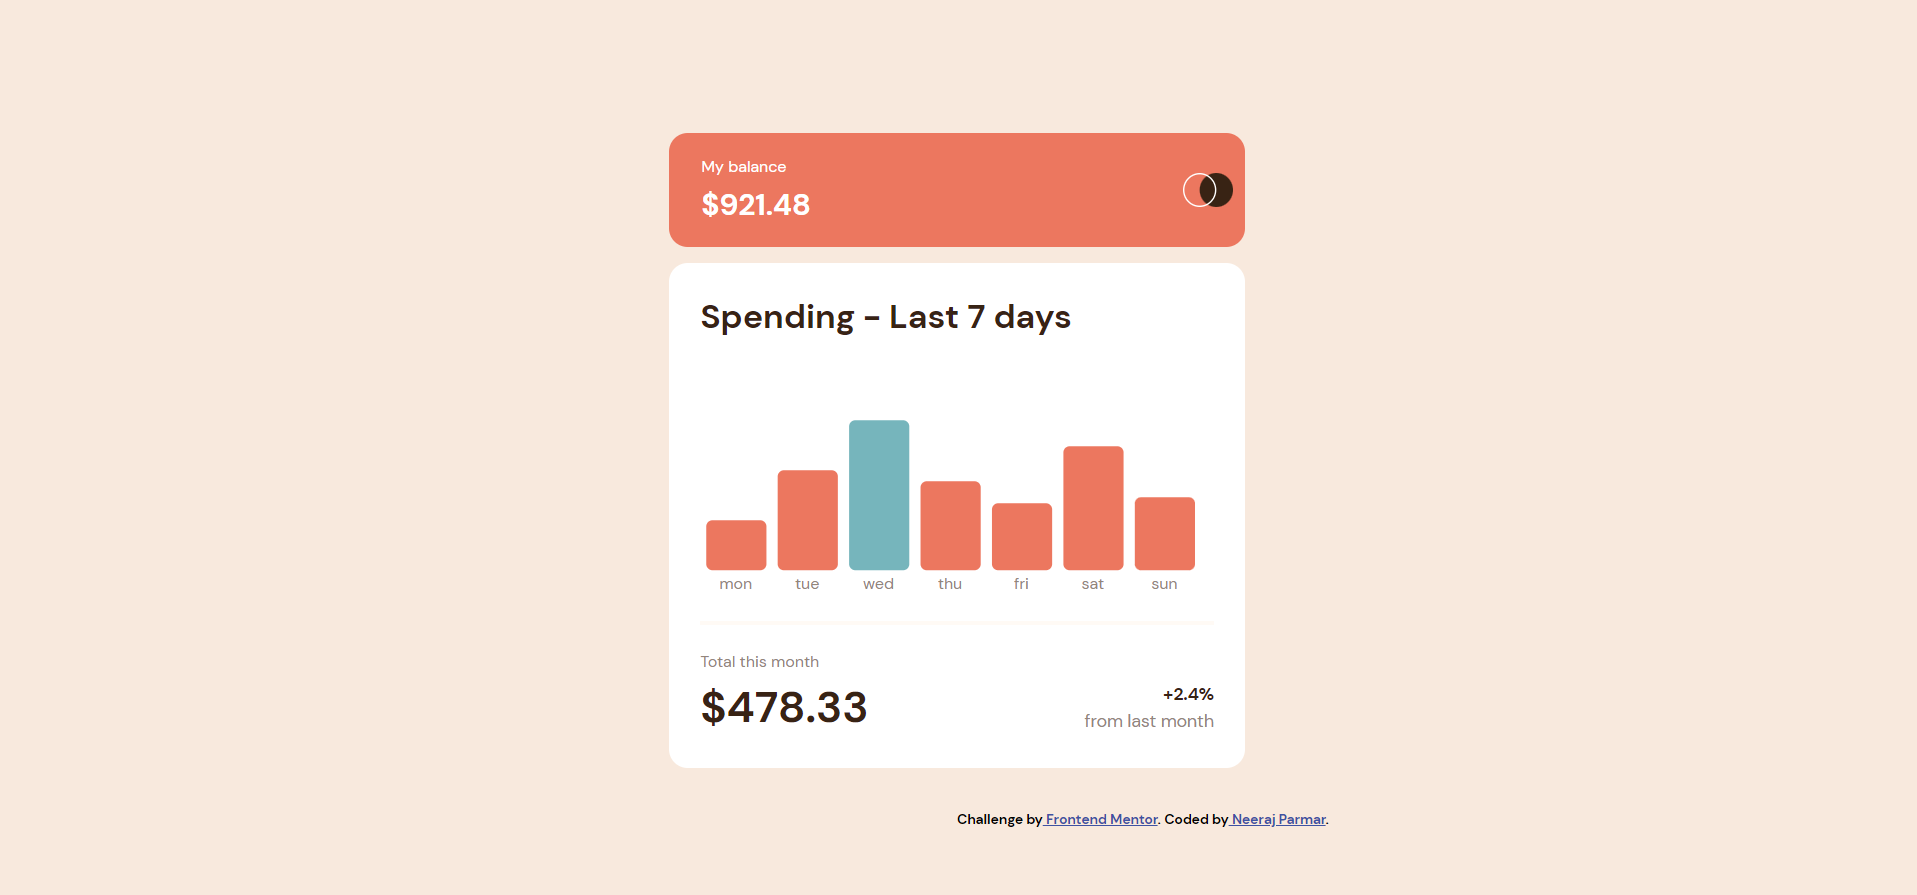 My balance
$921.48
Spending - Last 7 days
mon tue wed thu fri sat sun
Total this month
$478.33
+2.4%
from last month
Challenge by Frontend Mentor. Coded by Neeraj Parmar.